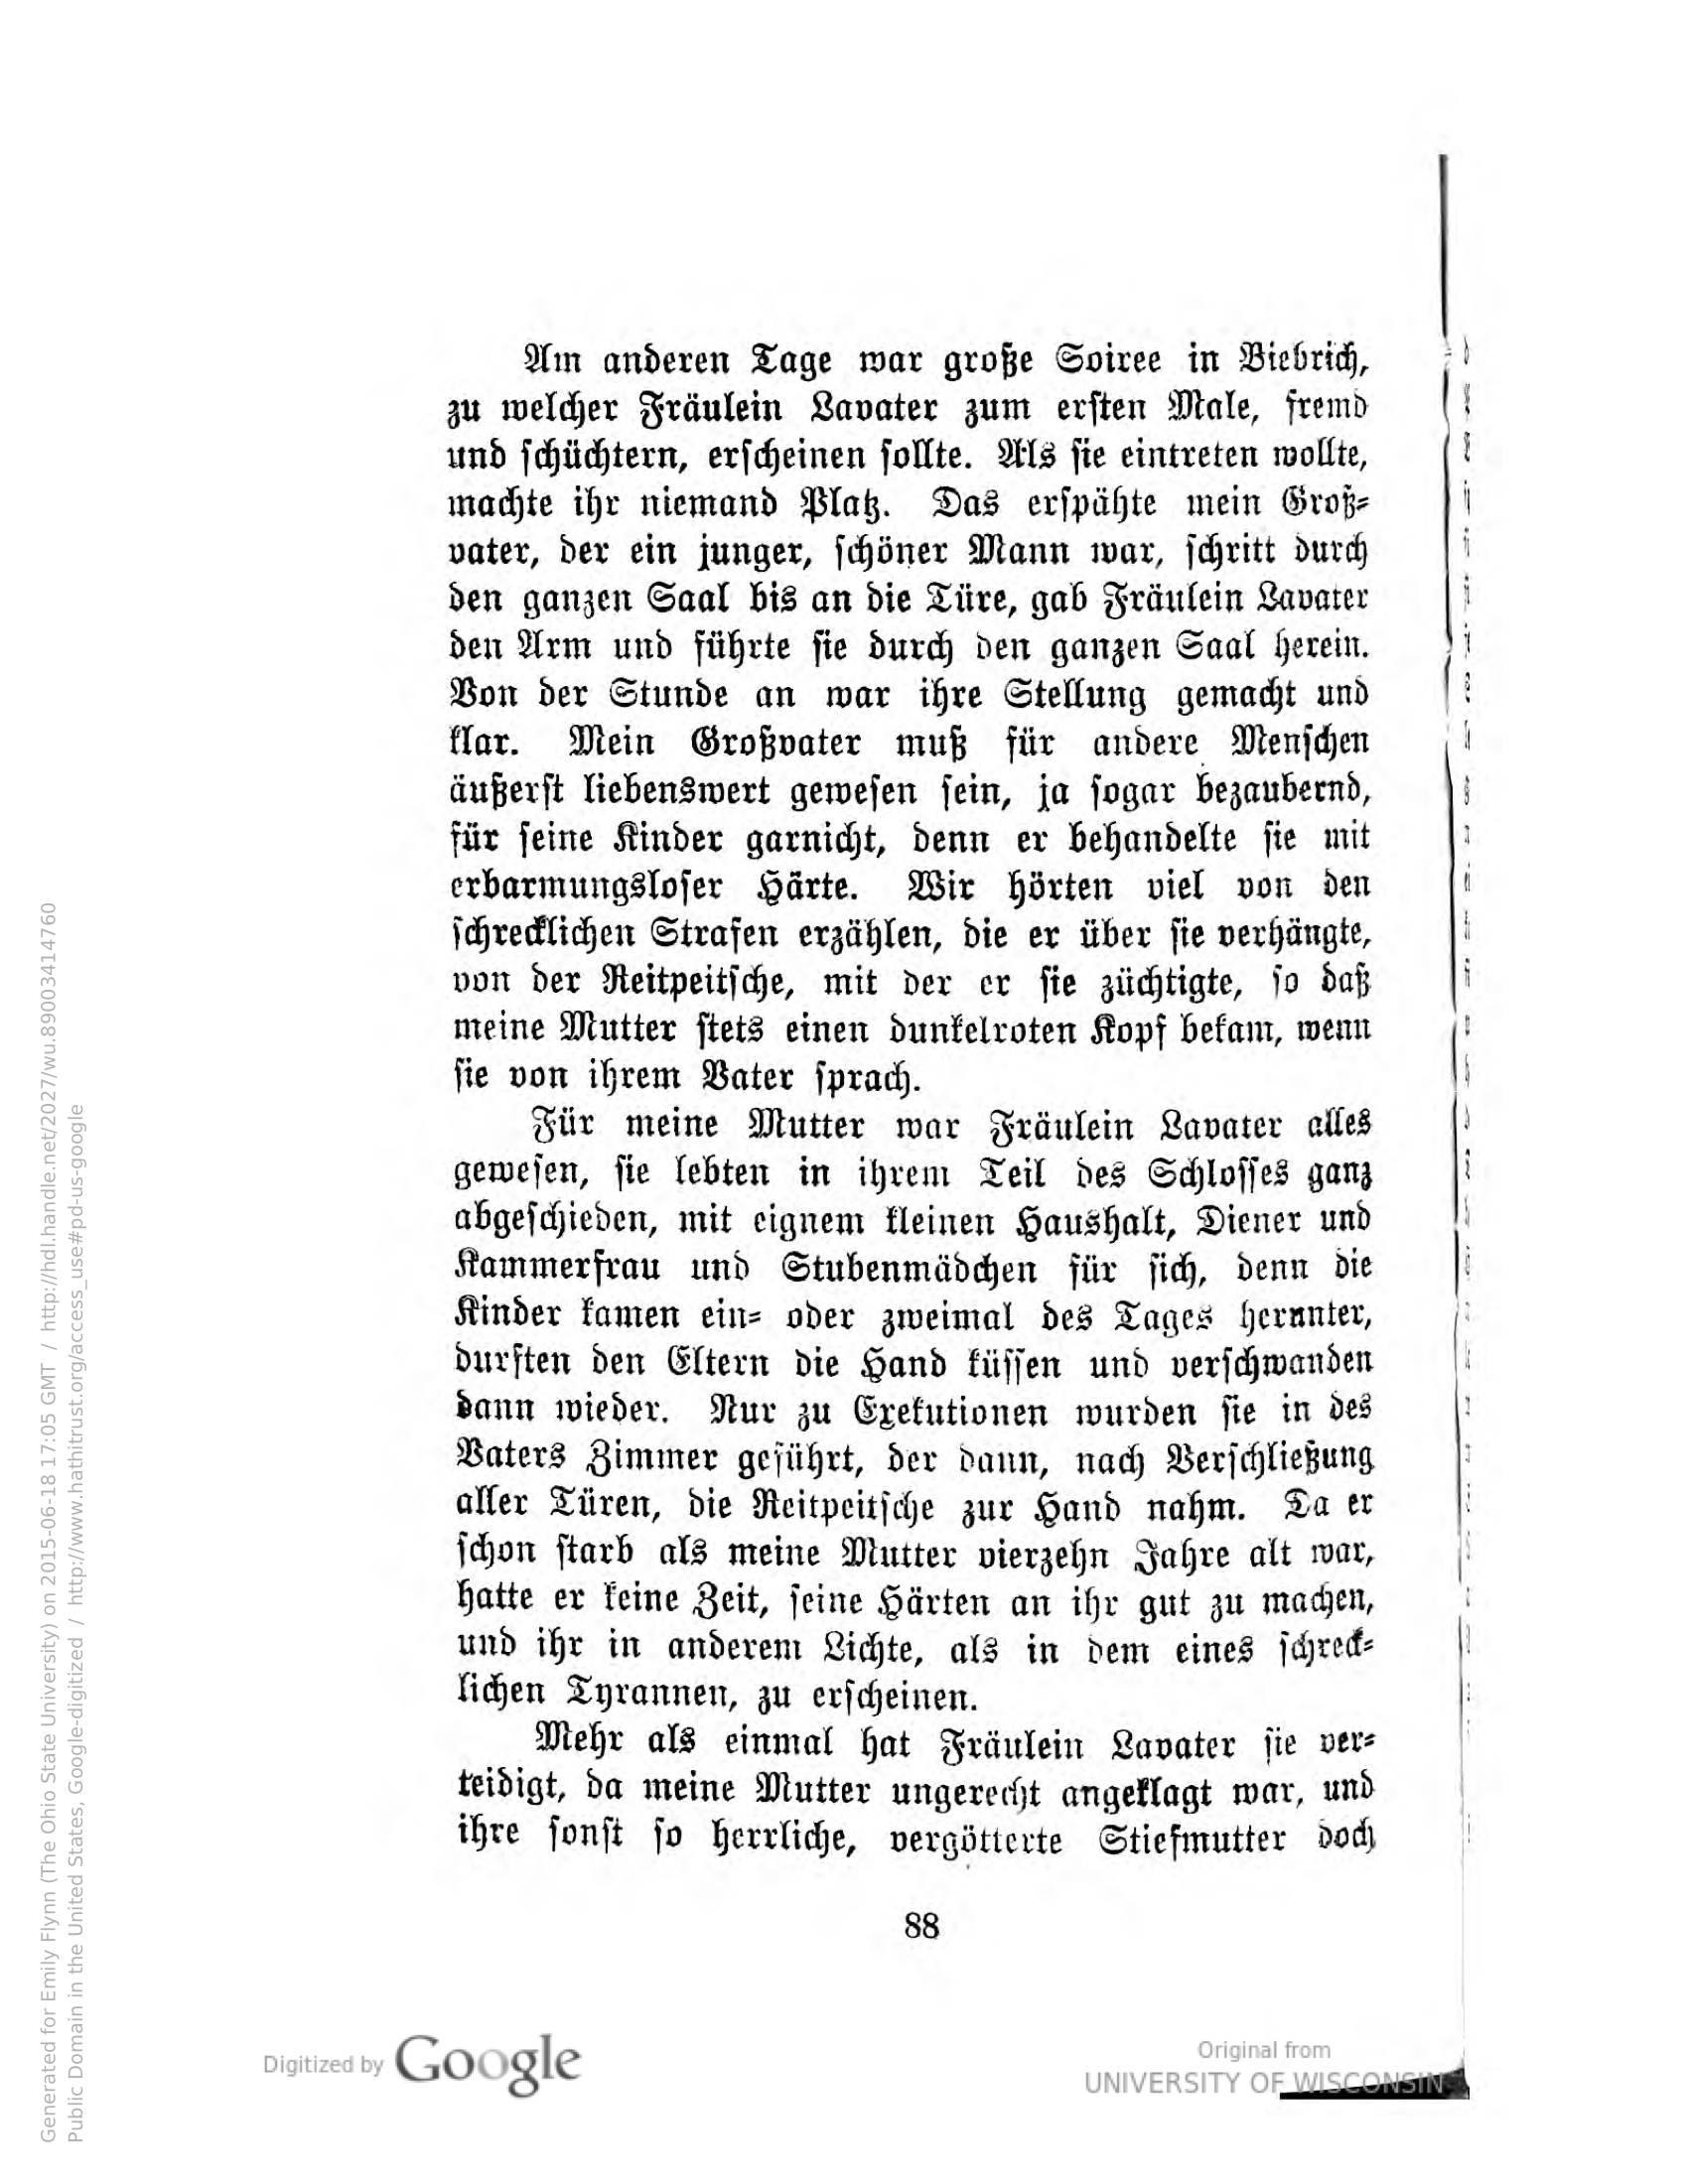 Am anderen Tage war große Soiree in Biebrich,
zu welcher Fräulein Lavater zum ersten Male, fremd
und schüchtern, erscheinen sollte. Als sie eintreten wollte,
machte ihr niemand Platz. Das erspähte mein Groß-
vater, der ein junger, schöner Mann war, schritt durch
den ganzen Saal bis an die Türe, gab Fräulein Lavater
den Arm und führte sie durch den ganzen Saal herein.
Von der Stunde an war ihre Stellung gemacht und
klar. Mein Großvater muß für andere Menschen
äußerst liebenswert gewesen sein, ja sogar bezaubernd,
für seine Kinder garnicht, denn er behandelte sie mit
erbarmungsloser Härte. Wir hörten viel von den
schrecklichen Strafen erzählen, die er über sie verhängte,
von der Reitpeitsche, mit der er sie züchtigte, so daß
meine Mutter stets einen dunkelroten Kopf bekam, wenn
sie von ihrem Vater sprach.
Für meine Mutter war Fräulein Lavater alles
gewesen, sie lebten in ihrem Teil des Schlosses ganz
abgeschieden, mit eignem kleinen Haushalt, Diener und
Kammerfrau und Stubenmädchen für sich, denn die
Kinder kamen ein- oder zweimal des Tages herunter,
durften den Eltern die Hand küssen und verschwanden
dann wieder. Nur zu Exekutionen wurden sie in des
Vaters Zimmer geführt, der dann, nach Verschließung
aller Türen, die Reitpeitsche zur Hand nahm. Da er
schon starb als meine Mutter vierzehn Jahre alt war,
hatte er keine Zeit, seine Härten an ihr gut zu machen,
und ihr in anderem Lichte, als in dem eines schreck-
lichen Tyrannen, zu erscheinen.
Mehr als einmal hat Fräulein Lavater sie ver-
teidigt, da meine Mutter ungerecht angeklagt war, und
ihre sonst so herrliche, vergötterte Stiefmutter doch
88
Digitized by Google
Original from
UNIVERSITY OF WISCONSIN
Generated for Emily Flynn (The Ohio State University) on 2015-06-18 17:05 GMT / http://hdl.handle.net/2027/wu.89003414760
Public Domain in the United States, Google-digitized / http://www.hathitrust.org/access_use#pd-us-google